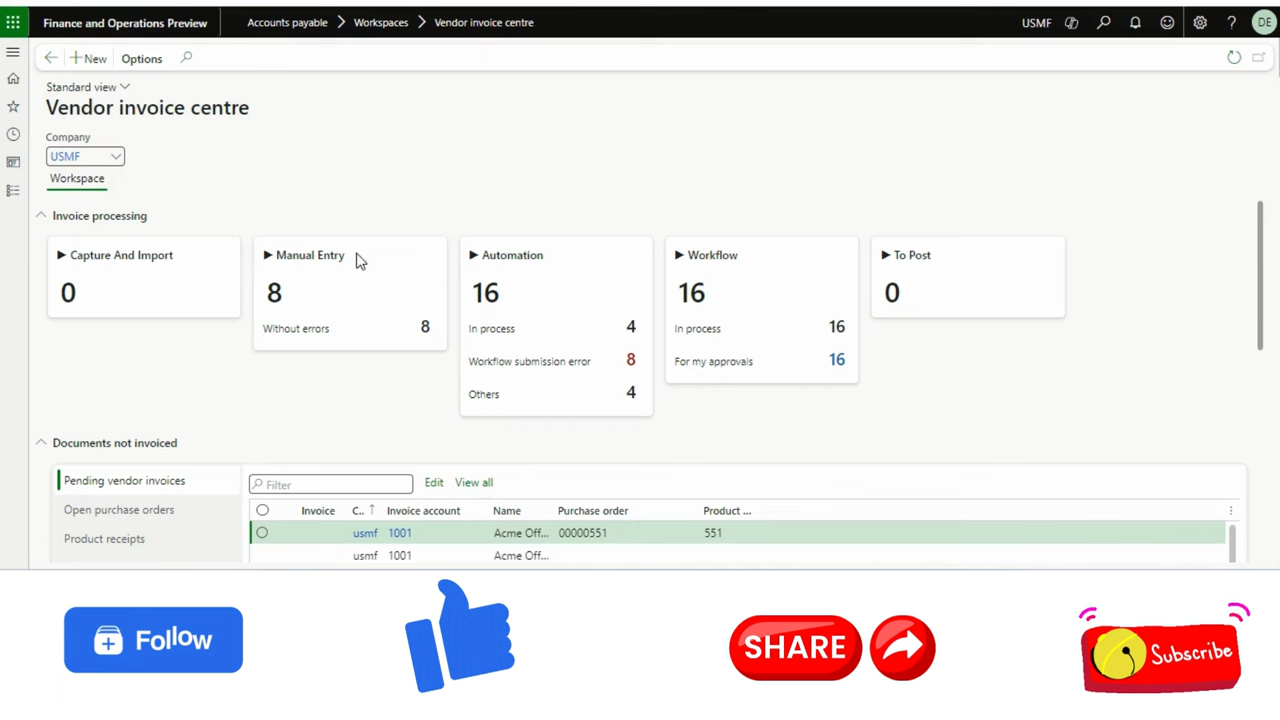 Finance and Operations Preview
Accounts payable > Workspaces > Vendor invoice centre
USMF
DE
New
Options
Standard view
Vendor invoice centre
Company
USMF
Workspace
Invoice processing
Capture And Import
0
Manual Entry
8
Without errors 8
Automation
16
In process 4
Workflow submission error 8
Others 4
Workflow
16
In process 16
For my approvals 16
To Post
0
Documents not invoiced
Pending vendor invoices
Open purchase orders
Product receipts
Filter
Edit
View all
Invoice C.. Invoice account Name Purchase order Product ...
usmf 1001 Acme Off... 00000551 551
usmf 1001 Acme Off...
Follow
SHARE
Subscribe